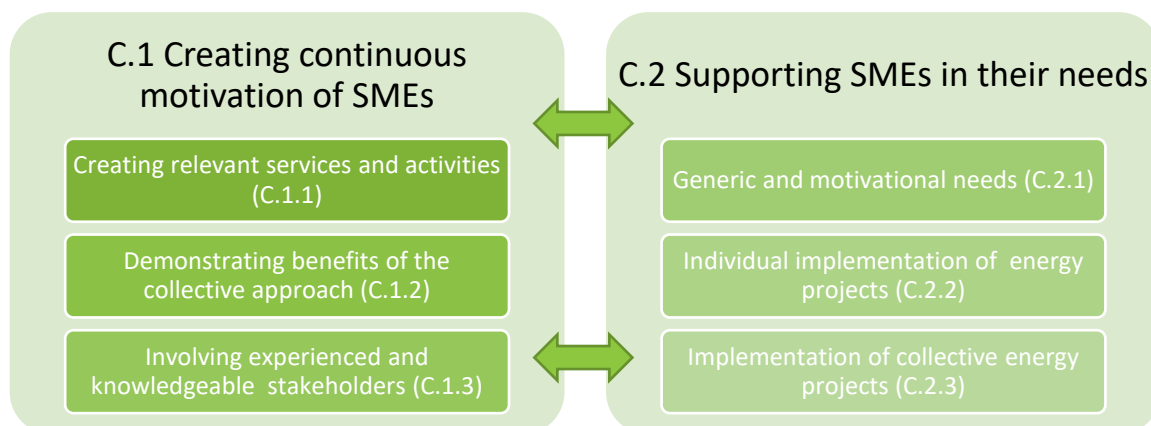 C.1 Creating continuous
motivation of SMEs
Creating relevant services and activities
(C.1.1)
Demonstrating benefits of the
collective approach (C.1.2)
Involving experienced and
knowledgeable stakeholders (C.1.3)
C.2 Supporting SMEs in their needs
Generic and motivational needs (C.2.1)
Individual implementation of energy
projects (C.2.2)
Implementation of collective energy
projects (C.2.3)